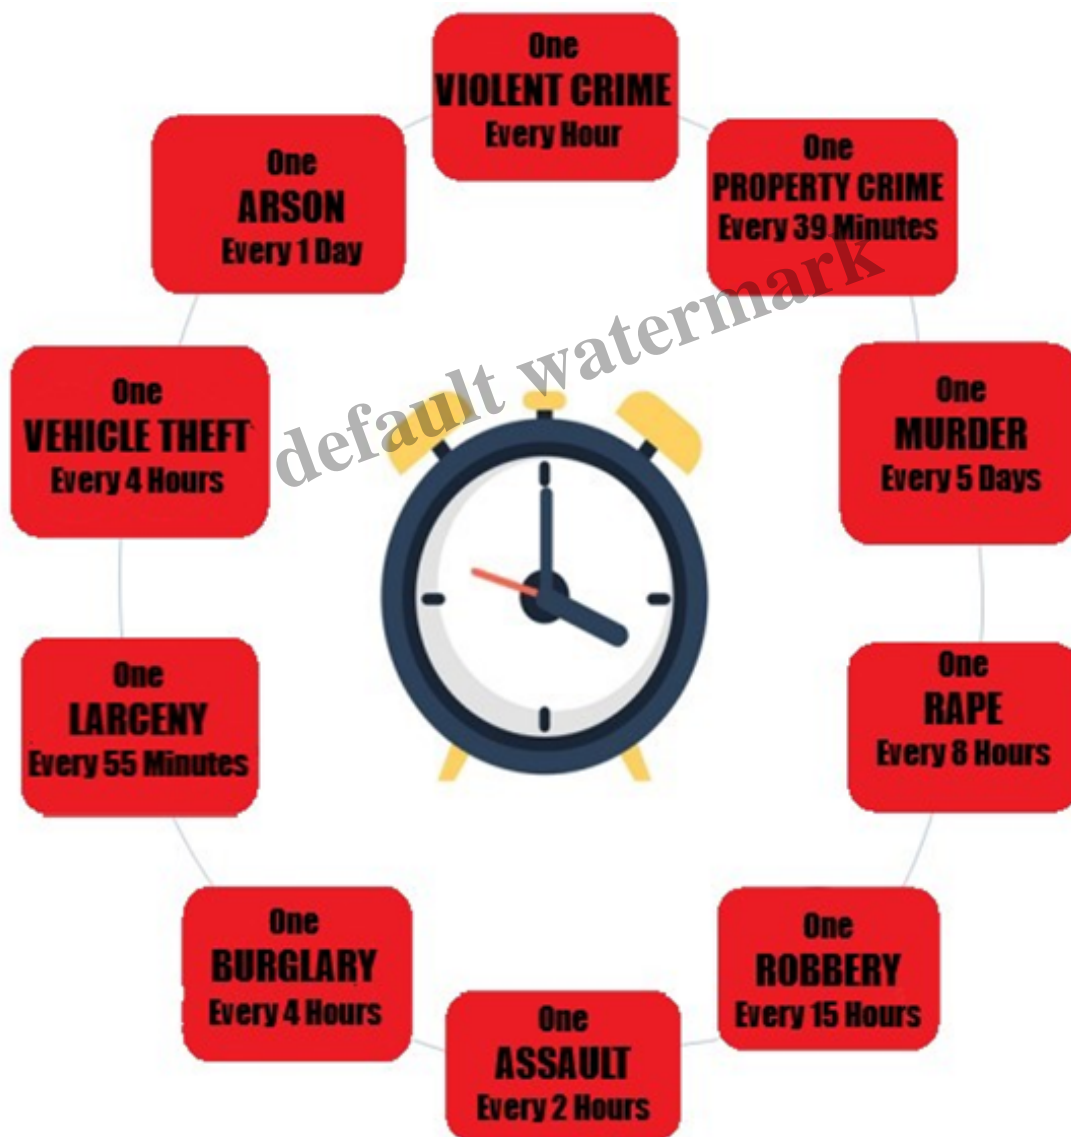 One
VIOLENT CRIME
Every Hour
One
PROPERTY CRIME
Every 39 Minutes
One
MURDER
Every 5 Days
One
RAPE
Every 8 Hours
One
ROBBERY
Every 15 Hours
One
ASSAULT
Every 2 Hours
One
BURGLARY
Every 4 Hours
One
LARCENY
Every 55 Minutes
One
VEHICLE THEFT
Every 4 Hours
One
ARSON
Every 1 Day
default watermark